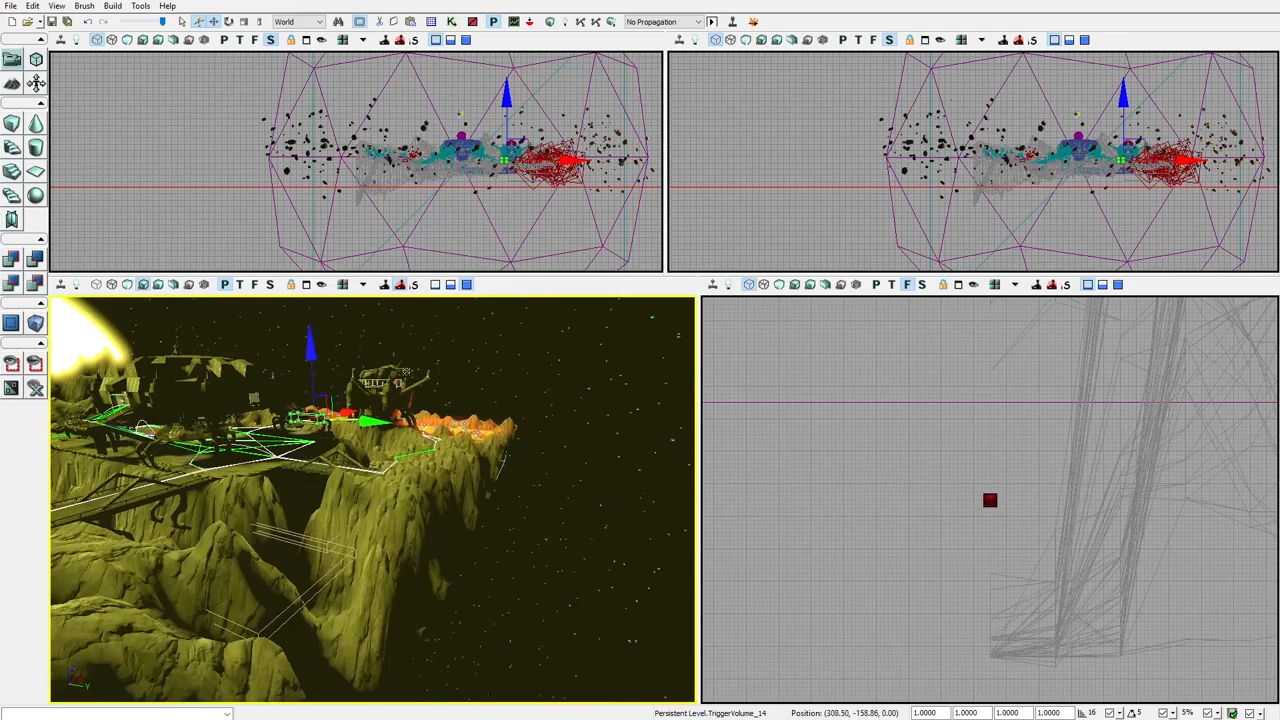 File Edit View Brush Build Tools Help
World
No Propagation
P T F S
P T F S
P T F S
P T F S
Y
Persistent Level.TriggerVolume_14 Position: (308.50, -158.86, 0.00) 1.0000 1.0000 1.0000 1.0000 16 5 5%